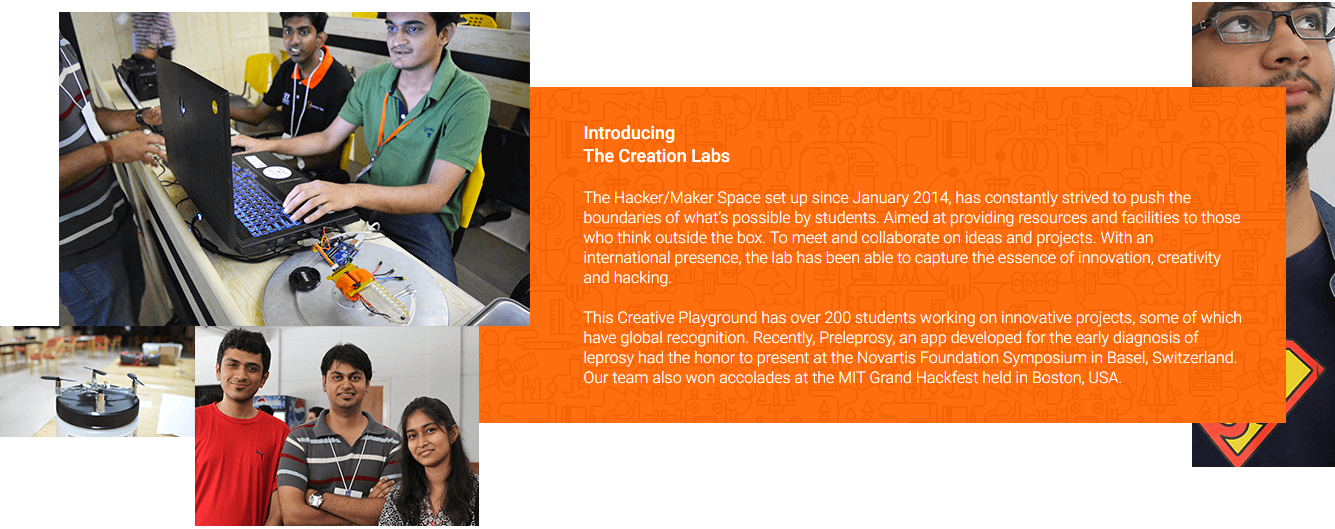 Introducing
The Creation Labs
The Hacker/Maker Space set up since January 2014, has constantly strived to push the
boundaries of what's possible by students. Aimed at providing resources and facilities to those
who think outside the box. To meet and collaborate on ideas and projects. With an
international presence, the lab has been able to capture the essence of innovation, creativity
and hacking.
This Creative Playground has over 200 students working on innovative projects, some of which
have global recognition. Recently, Preleprosy, an app developed for the early diagnosis of
leprosy had the honor to present at the Novartis Foundation Symposium in Basel, Switzerland.
Our team also won accolades at the MIT Grand Hackfest held in Boston, USA.